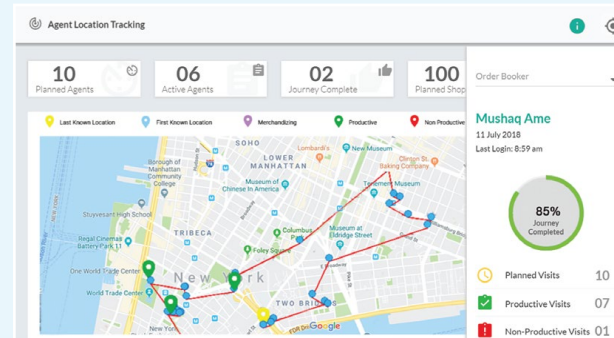 Agent Location Tracking
10
Planned Agents
06
Active Agents
02
Journey Complete
100
Planned Shop
Order Booker
Last Known Location
First Known Location
Merchandizing
Productive
Non Productive
Mushaq Ame
11 July 2018
Last Login: 8:59 am
85%
Journey
Completed
Planned Visits 10
Productive Visits 07
Non-Productive Visits 01
SOHO
Lombardi's
New Museum
Clinton St.
Baking Company
Borough of
Manhattan
Community
College
LOWER
MANHATTAN
Museum of
Chinese In America
Tenement Museum
Stuyvesant High School
TRIBECA
Columbus
Park
Museum at
Eldridge Street
Regal Cinemas
Battery Park
Foley Square
One World Trade Center
New York
World Trade Center
TWO BRIDGES
New York
FDR Dr
Google